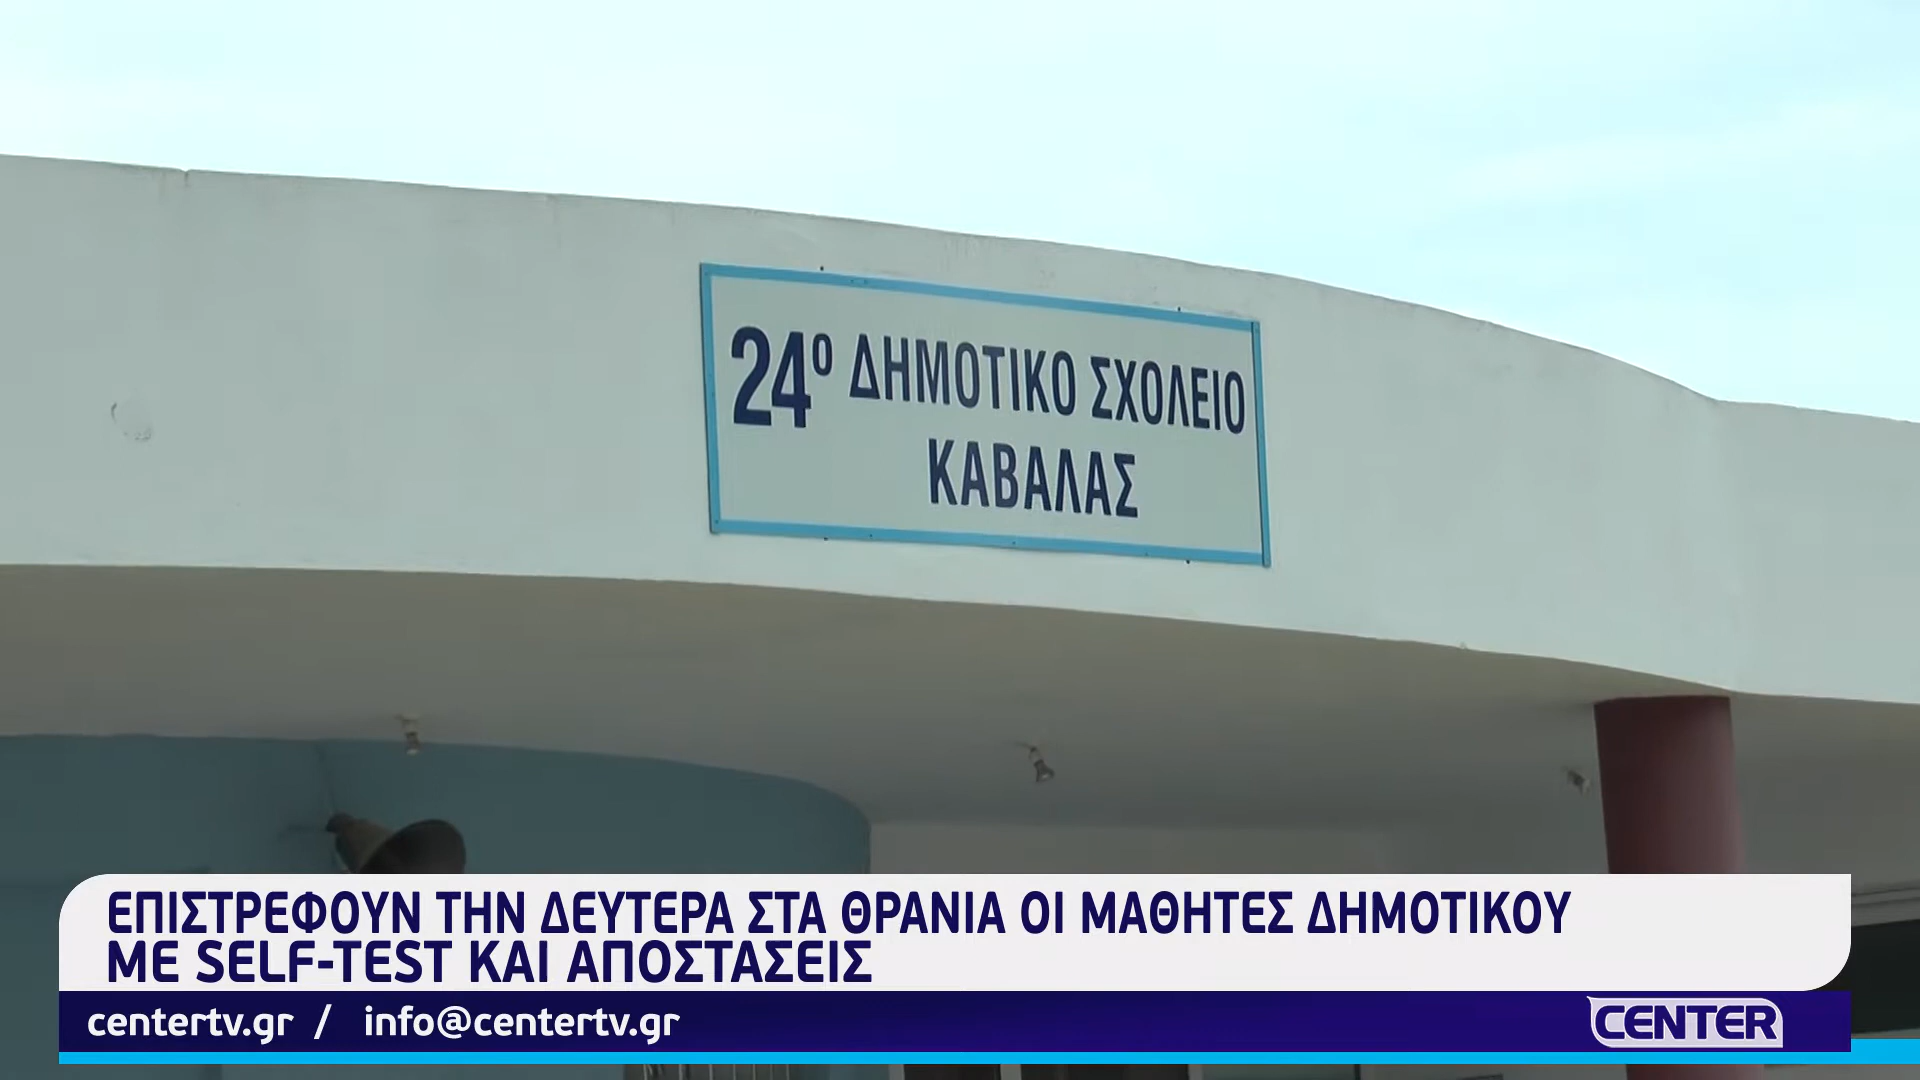 24ο ΔΗΜΟΤΙΚΟ ΣΧΟΛΕΙΟ
ΚΑΒΑΛΑΣ
ΕΠΙΣΤΡΕΦΟΥΝ ΤΗΝ ΔΕΥΤΕΡΑ ΣΤΑ ΘΡΑΝΙΑ ΟΙ ΜΑΘΗΤΕΣ ΔΗΜΟΤΙΚΟΥ
ΜΕ SELF-TEST ΚΑΙ ΑΠΟΣΤΑΣΕΙΣ
centertv.gr / info@centertv.gr
CENTER